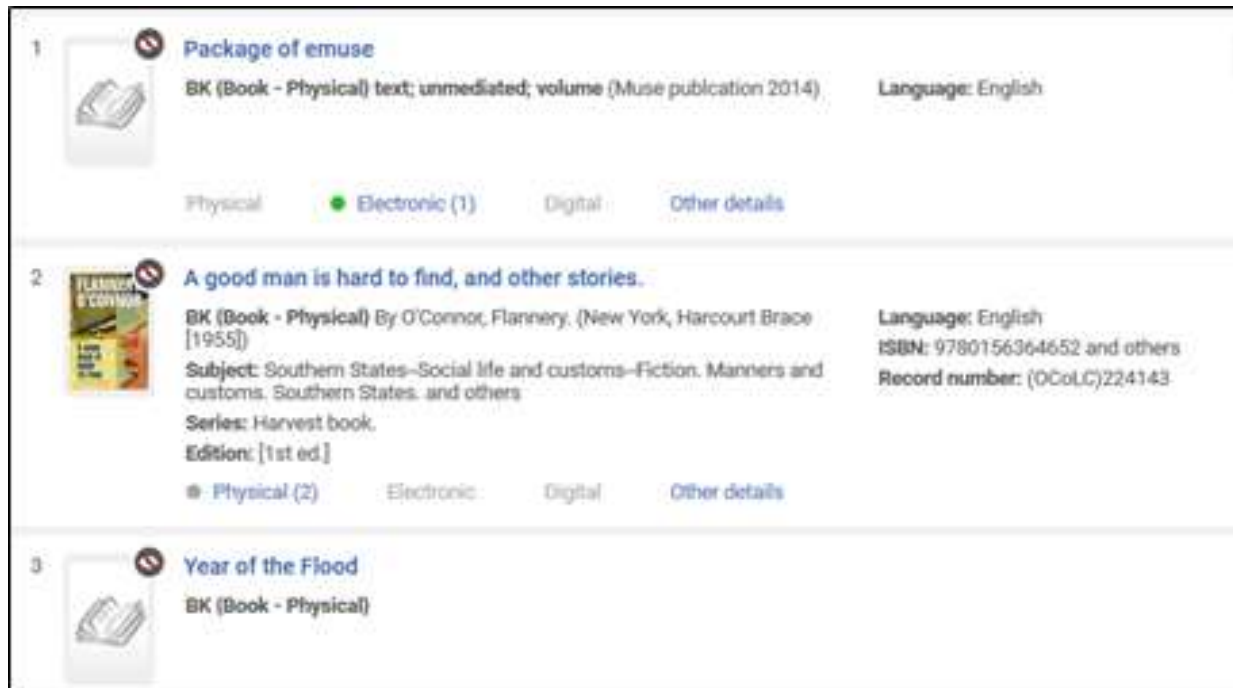 1
Package of emuse
BK (Book - Physical) text; unmediated; volume (Muse publcation 2014)
Language: English
Physical
Electronic (1)
Digital
Other details
2
FLANNERY
O'CONNOR
A good man is hard to find, and other stories.
BK (Book - Physical) By O'Connor, Flannery. (New York, Harcourt Brace
[1955])
Subject: Southern States--Social life and customs--Fiction. Manners and
customs. Southern States. and others
Series: Harvest book.
Edition: [1st ed.]
Language: English
ISBN: 9780156364652 and others
Record number: (OCoLC)224143
Physical (2)
Electronic
Digital
Other details
3
Year of the Flood
BK (Book - Physical)